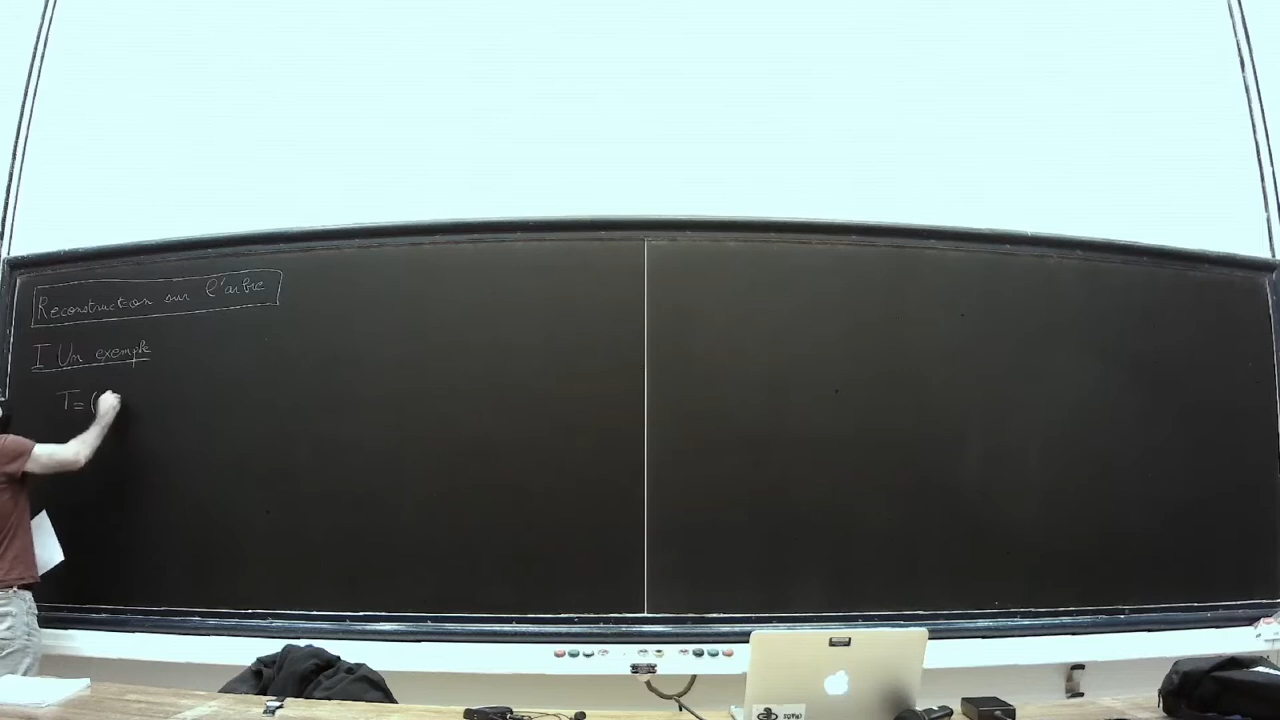 Reconstruction sur l'arbre
I Un exemple
T = (